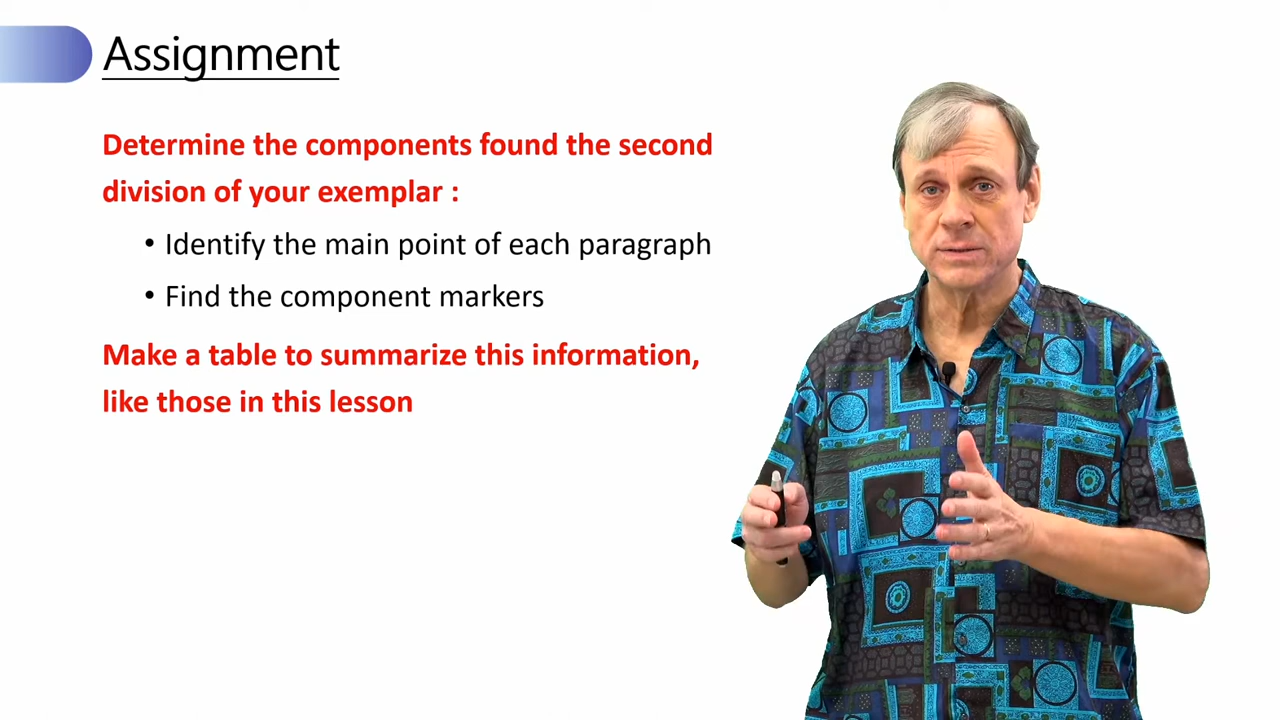 Assignment
Determine the components found the second
division of your exemplar :
• Identify the main point of each paragraph
• Find the component markers
Make a table to summarize this information,
like those in this lesson